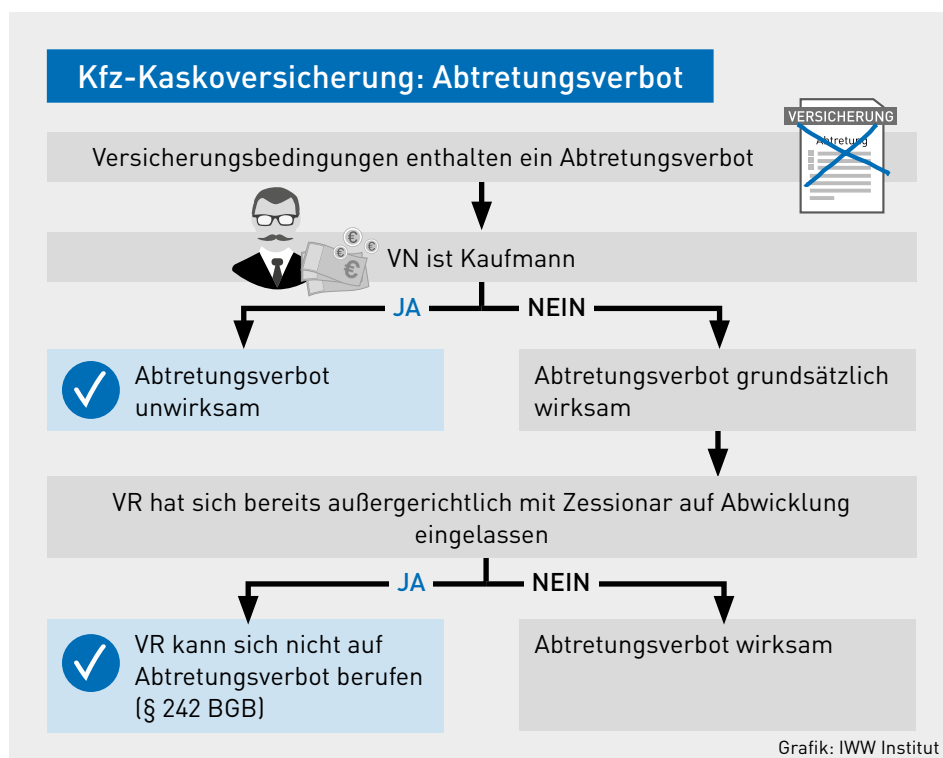 Kfz-Kaskoversicherung: Abtretungsverbot
VERSICHERUNG
Abtretung
Versicherungsbedingungen enthalten ein Abtretungsverbot
VN ist Kaufmann
JA
NEIN
Abtretungsverbot
unwirksam
Abtretungsverbot grundsätzlich
wirksam
VR hat sich bereits außergerichtlich mit Zessionar auf Abwicklung
eingelassen
JA
NEIN
VR kann sich nicht auf
Abtretungsverbot berufen
(§ 242 BGB)
Abtretungsverbot wirksam
Grafik: IWW Institut